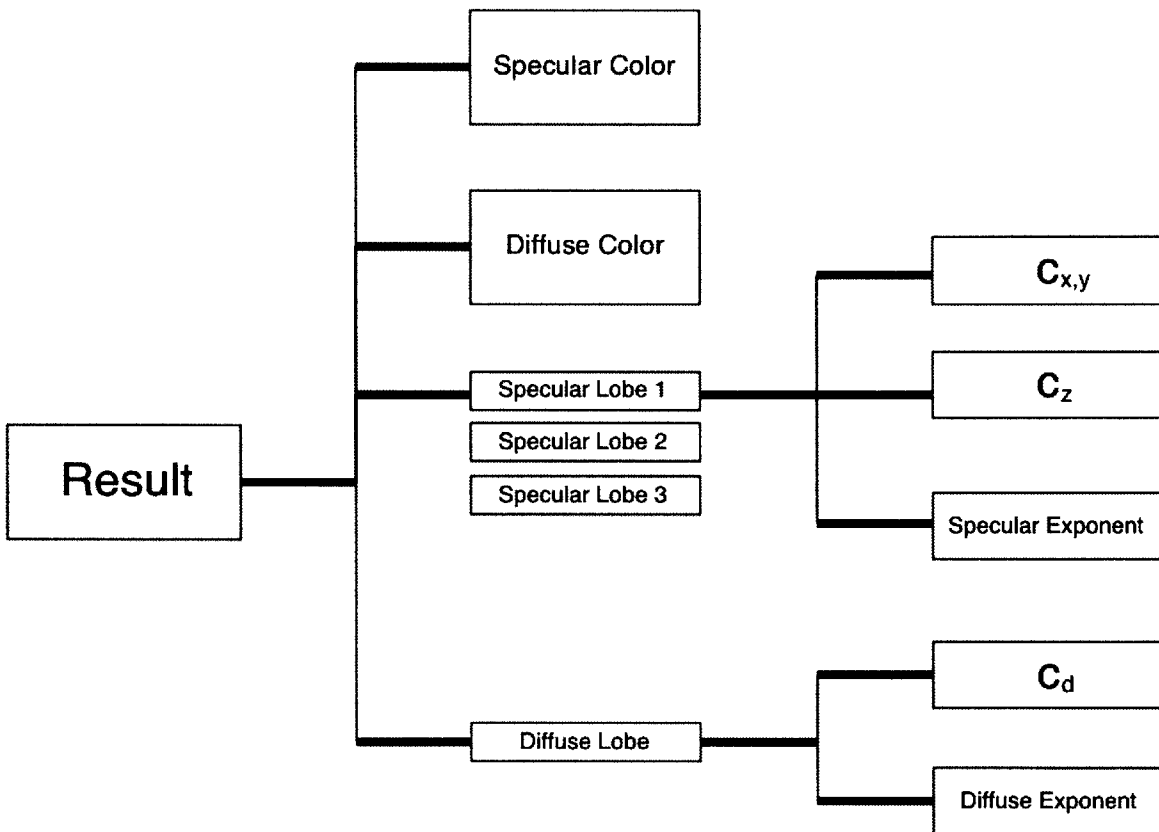 Specular Color
Diffuse Color
Specular Lobe 1
Specular Lobe 2
Specular Lobe 3
Result
Diffuse Lobe
Cx,y
Cz
Specular Exponent
Cd
Diffuse Exponent